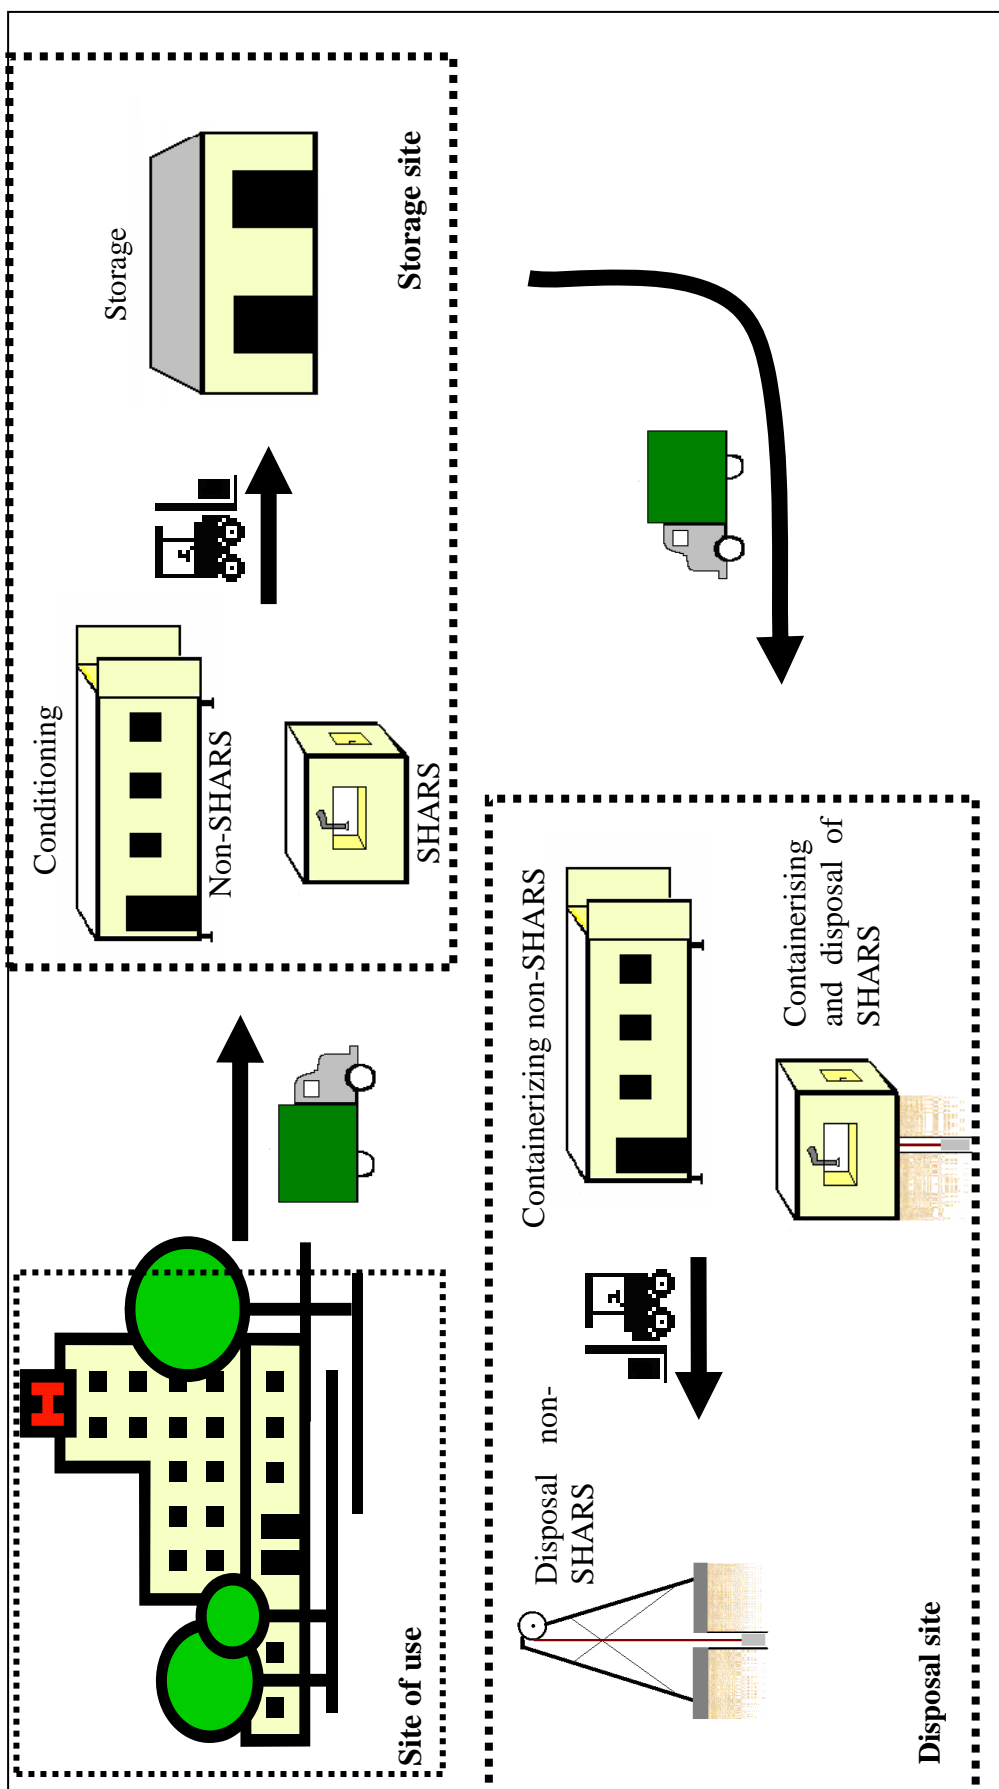 H
Site of use
Conditioning
Non-SHARS
SHARS
Storage
Storage site
Disposal non-
SHARS
Containerizing non-SHARS
Containerising
and disposal of
SHARS
Disposal site